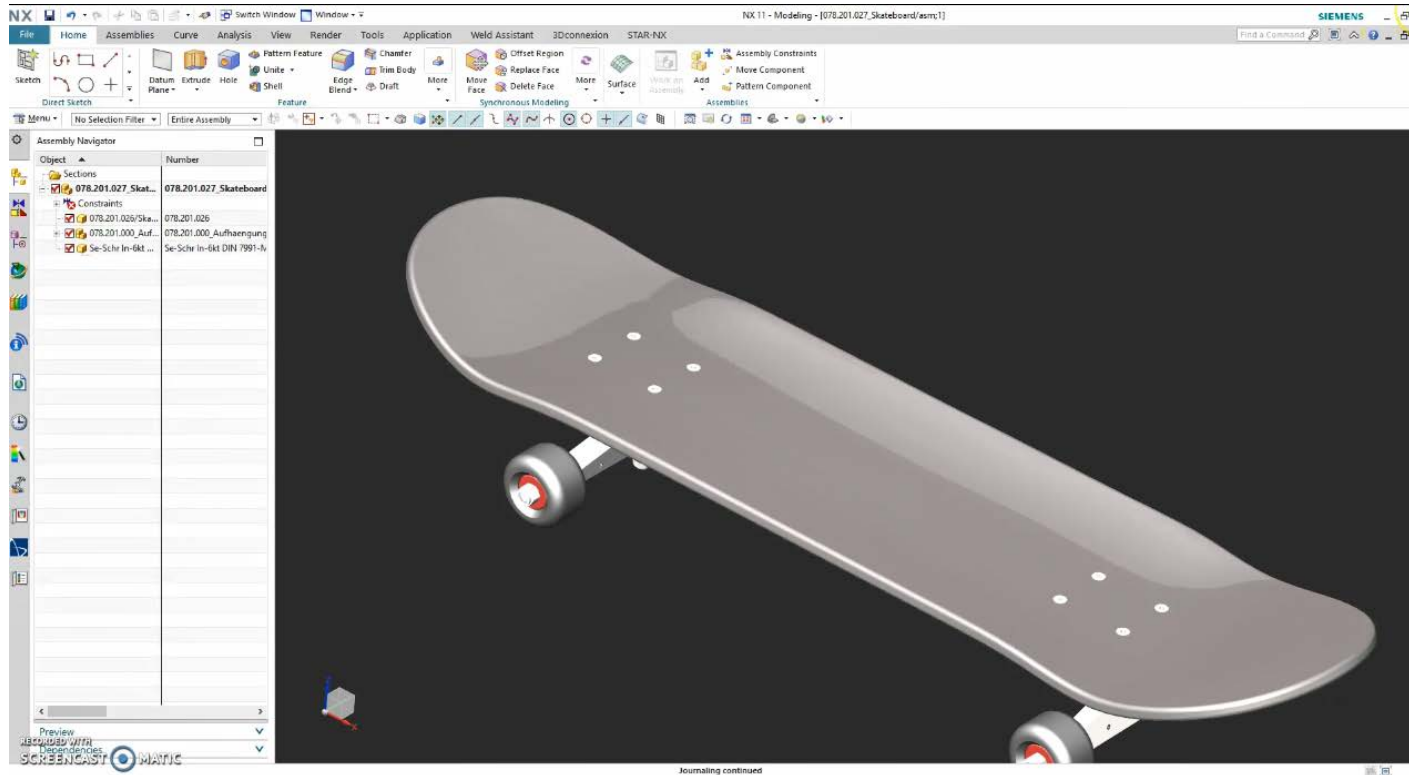 NX Switch Window Window NX 11 - Modeling - [078.201.027_Skateboard/asm;1] SIEMENS
File Home Assemblies Curve Analysis View Render Tools Application Weld Assistant 3Dconnexion STAR-NX Find a Command
Pattern Feature Chamfer Offset Region Assembly Constraints
Unite Trim Body Replace Face Move Component
Sketch Datum Plane Extrude Hole Shell Edge Blend Draft More Move Face Delete Face More Surface Add Pattern Component
Direct Sketch Feature Synchronous Modeling Assemblies
Menu No Selection Filter Entire Assembly
Assembly Navigator
Object Number
Sections
078.201.027_Skat... 078.201.027_Skateboard
Constraints
078.201.026/Ska... 078.201.026
078.201.000_Auf... 078.201.000_Aufhaengung
Se-Schr In-6kt ... Se-Schr In-6kt DIN 7991-M
Preview
Dependencies
RECORDED WITH
SCREENCAST MATIC
Journaling continued